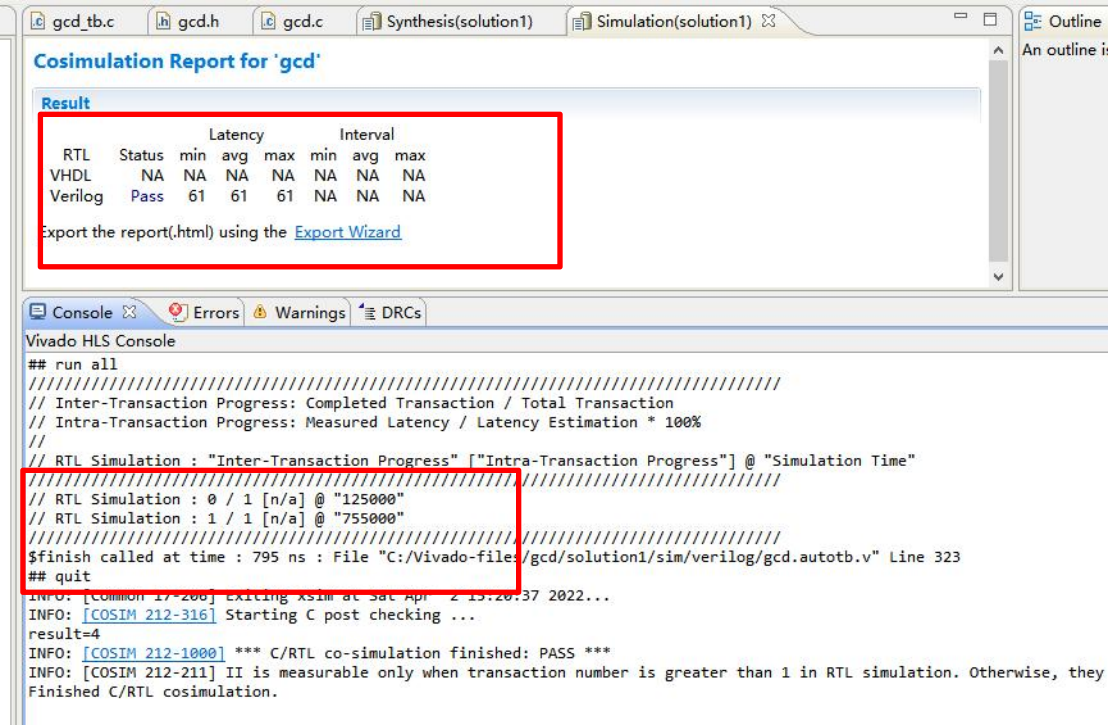 gcd_tb.c gcd.h gcd.c Synthesis(solution1) Simulation(solution1) Outline
An outline is
Cosimulation Report for 'gcd'
Result
Latency Interval
RTL Status min avg max min avg max
VHDL NA NA NA NA NA NA NA
Verilog Pass 61 61 61 NA NA NA
Export the report(.html) using the Export Wizard
Console Errors Warnings DRCs
Vivado HLS Console
## run all
////////////////////////////////////////////////////////////////////////////////////
// Inter-Transaction Progress: Completed Transaction / Total Transaction
// Intra-Transaction Progress: Measured Latency / Latency Estimation * 100%
//
// RTL Simulation : "Inter-Transaction Progress" ["Intra-Transaction Progress"] @ "Simulation Time"
////////////////////////////////////////////////////////////////////////////////////
// RTL Simulation : 0 / 1 [n/a] @ "125000"
// RTL Simulation : 1 / 1 [n/a] @ "755000"
////////////////////////////////////////////////////////////////////////////////////
$finish called at time : 795 ns : File "C:/Vivado-files/gcd/solution1/sim/verilog/gcd.autotb.v" Line 323
## quit
INFO: [Common 17-206] Exiting xsim at Sat Apr 2 15:20:37 2022...
INFO: [COSIM 212-316] Starting C post checking ...
result=4
INFO: [COSIM 212-1000] *** C/RTL co-simulation finished: PASS ***
INFO: [COSIM 212-211] II is measurable only when transaction number is greater than 1 in RTL simulation. Otherwise, they
Finished C/RTL cosimulation.